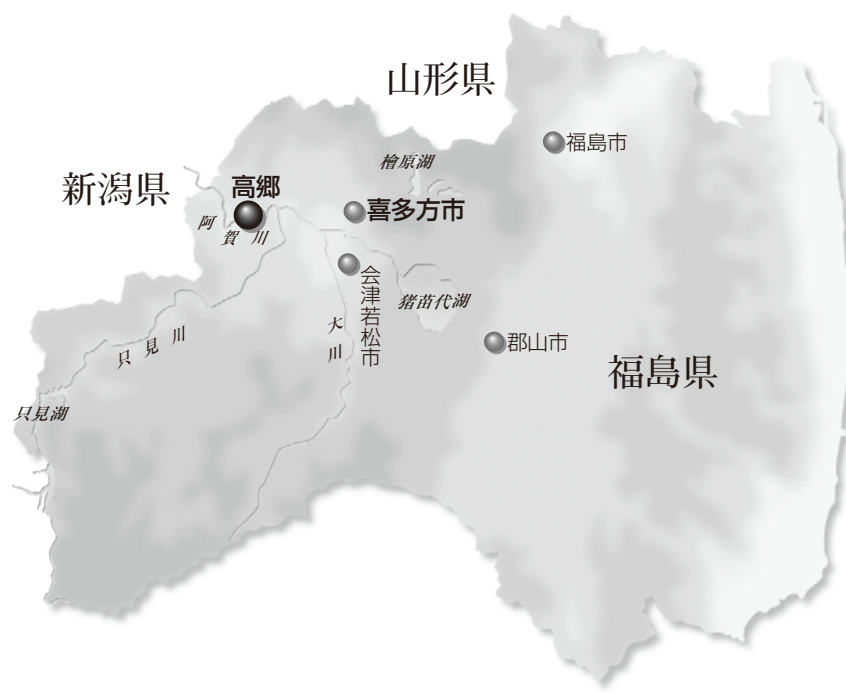 山形県
福島市
檜原湖
新潟県
高郷
喜多方市
阿賀川
会津若松市
猪苗代湖
大川
只見川
郡山市
福島県
只見湖